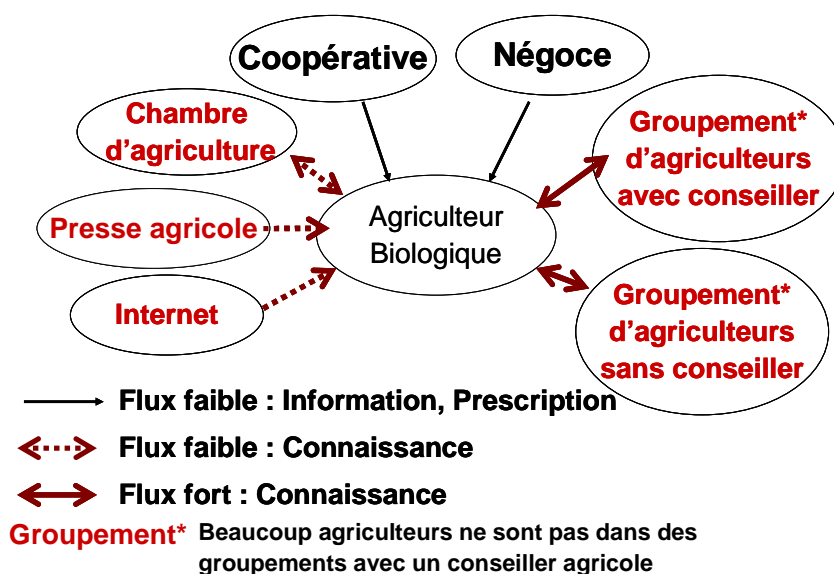 Coopérative
Négoce
Chambre
d'agriculture
Groupement*
d'agriculteurs
avec conseiller
Presse agricole
Agriculteur
Biologique
Internet
Groupement*
d'agriculteurs
sans conseiller
Flux faible : Information, Prescription
Flux faible : Connaissance
Flux fort : Connaissance
Groupement* Beaucoup agriculteurs ne sont pas dans des
groupements avec un conseiller agricole